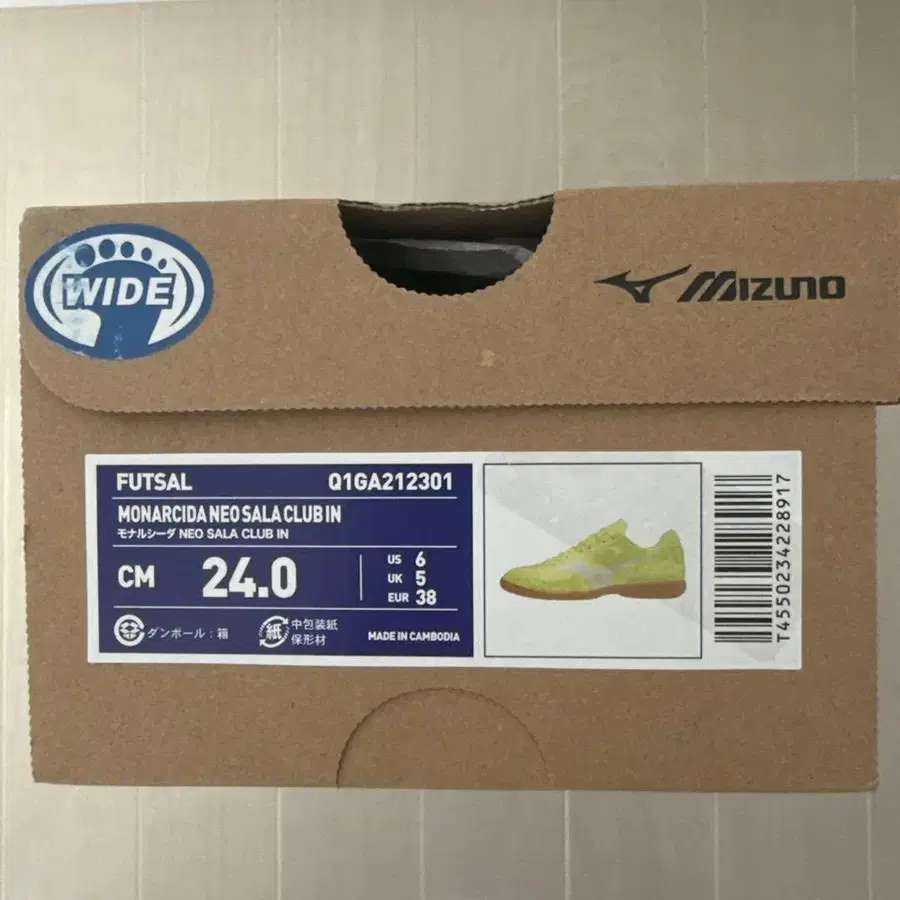 WIDE
MIZUNO
FUTSAL Q1GA212301
MONARCIDA NEO SALA CLUB IN
モナルシーダ NEO SALA CLUB IN
CM 24.0
US 6
UK 5
EUR 38
ダンボール：箱
紙 中包装紙
保形材
MADE IN CAMBODIA
T4550234228917